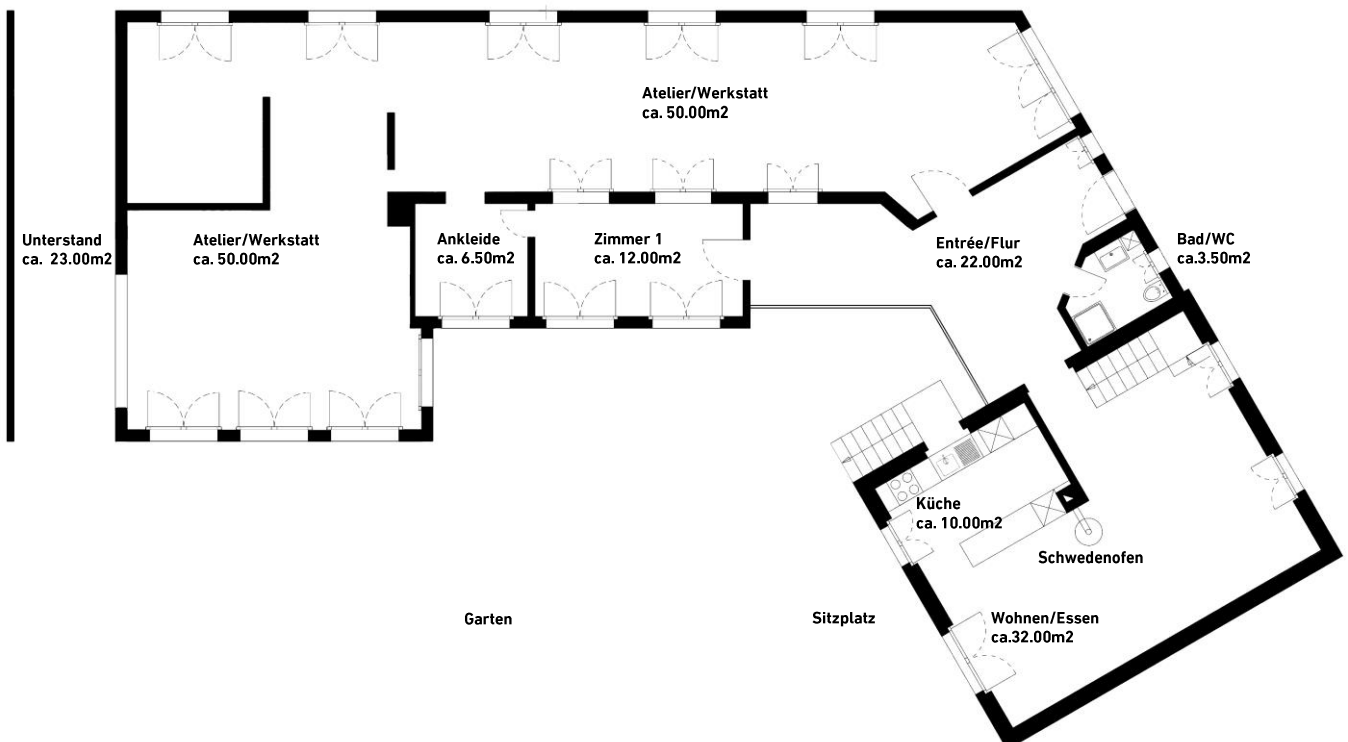 Atelier/Werkstatt
ca. 50.00m2
Unterstand
ca. 23.00m2
Atelier/Werkstatt
ca. 50.00m2
Ankleide
ca. 6.50m2
Zimmer 1
ca. 12.00m2
Entrée/Flur
ca. 22.00m2
Bad/WC
ca.3.50m2
Küche
ca. 10.00m2
Schwedenofen
Garten
Sitzplatz
Wohnen/Essen
ca.32.00m2